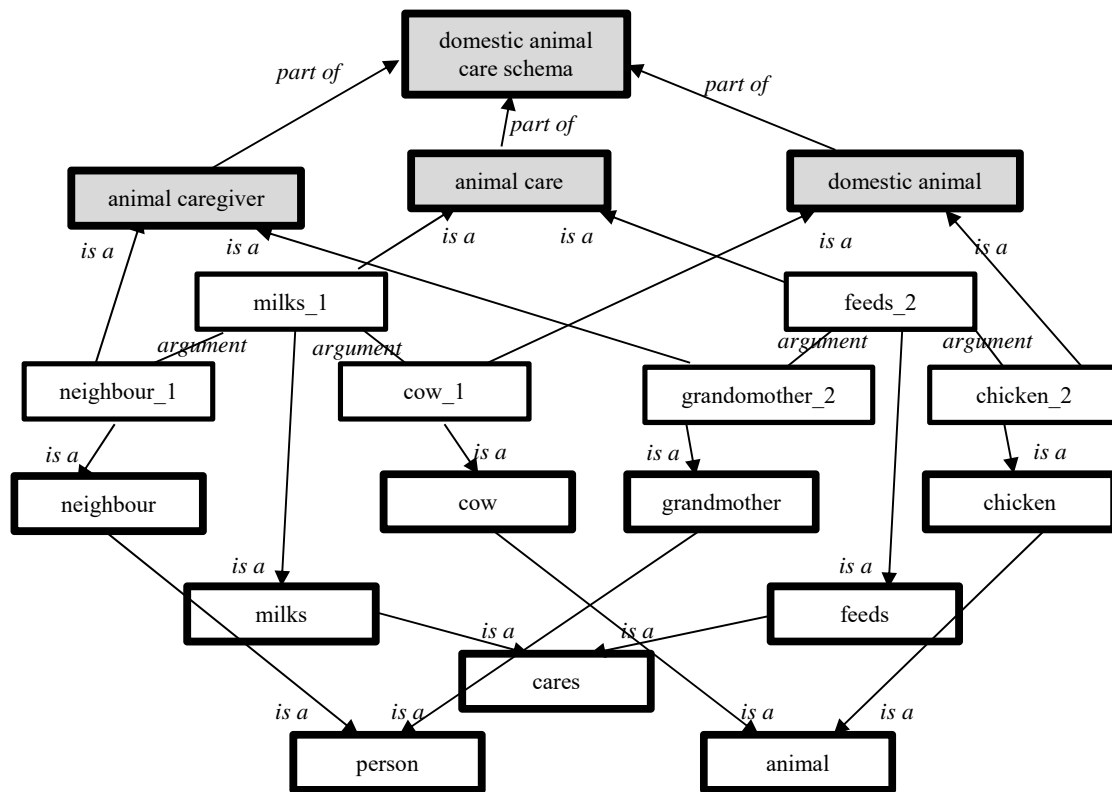 domestic animal
care schema
part of
part of
part of
animal caregiver
animal care
domestic animal
is a
is a
is a
is a
is a
is a
milks_1
feeds_2
argument
argument
argument
argument
neighbour_1
cow_1
grandomother_2
chicken_2
is a
is a
is a
is a
neighbour
cow
grandmother
chicken
is a
is a
milks
feeds
is a
is a
cares
is a
is a
is a
is a
person
animal